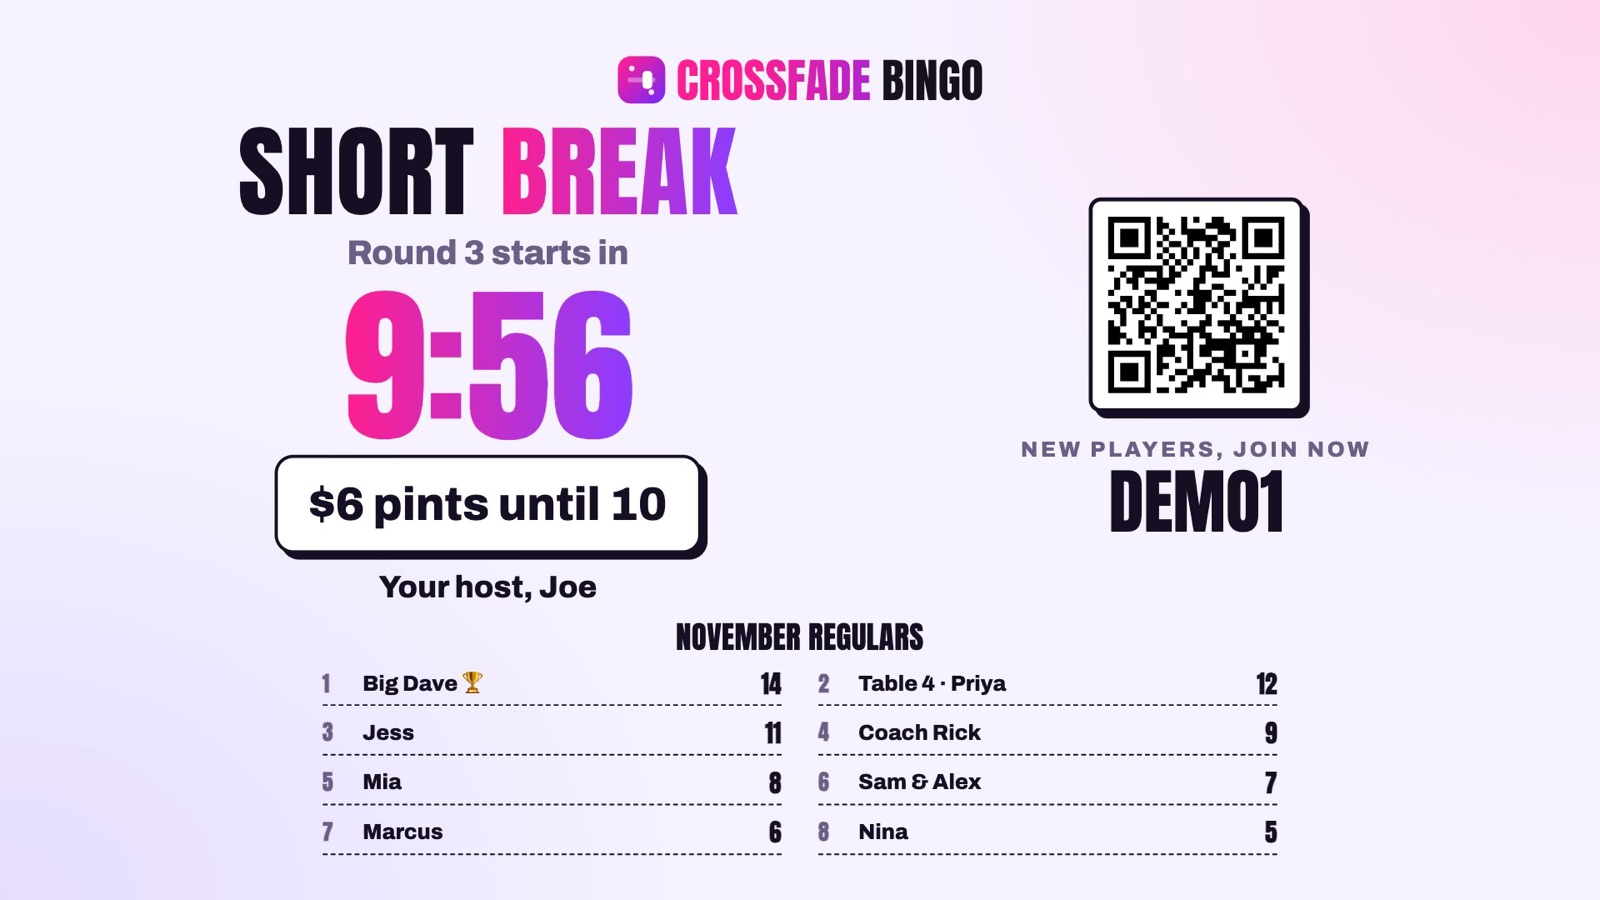 CROSSFADE BINGO
SHORT BREAK
Round 3 starts in
9:56
$6 pints until 10
Your host, Joe
NEW PLAYERS, JOIN NOW
DEMO1
NOVEMBER REGULARS
1 Big Dave 🏆 14
2 Table 4 · Priya 12
3 Jess 11
4 Coach Rick 9
5 Mia 8
6 Sam & Alex 7
7 Marcus 6
8 Nina 5